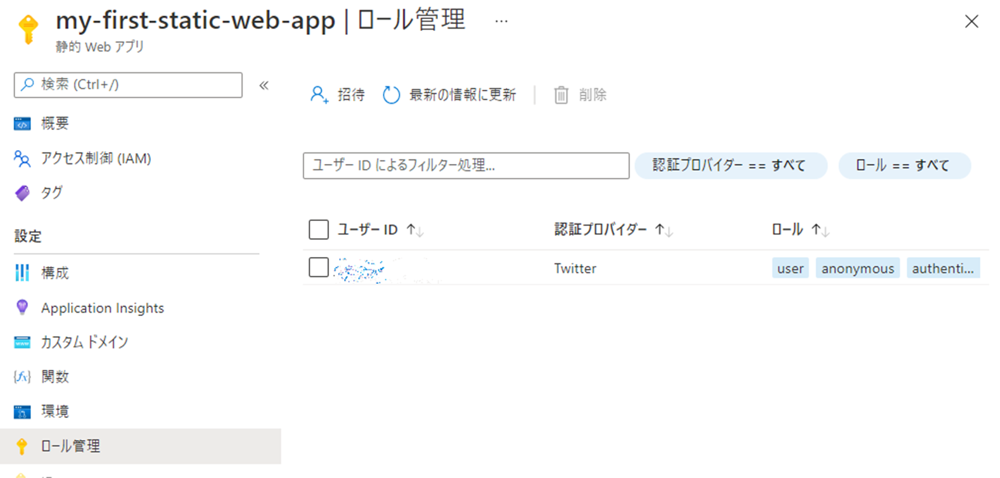 my-first-static-web-app | ロール管理 ...
静的 Web アプリ
検索 (Ctrl+/)
«
概要
アクセス制御 (IAM)
タグ
設定
構成
Application Insights
カスタム ドメイン
関数
環境
ロール管理
招待 最新の情報に更新 削除
ユーザー ID によるフィルター処理... 認証プロバイダー == すべて ロール == すべて
ユーザー ID ↑↓ 認証プロバイダー ↑↓ ロール ↑↓
Twitter user anonymous authenti...